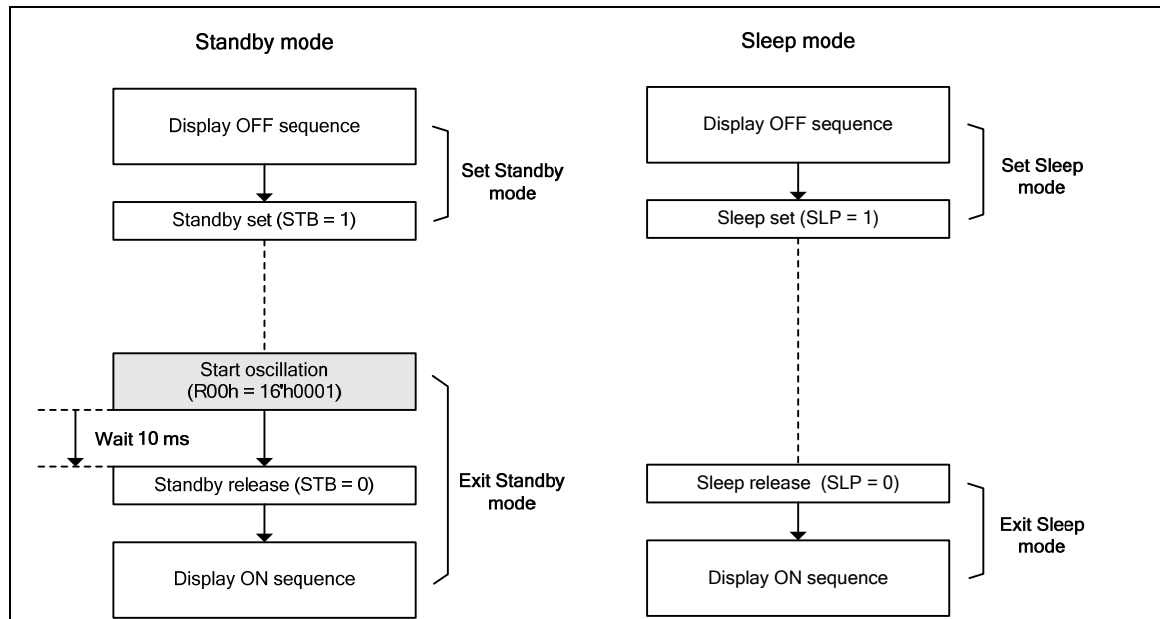 Standby mode
Display OFF sequence
Set Standby
mode
Standby set (STB = 1)
Start oscillation
(R00h = 16'h0001)
Wait 10 ms
Standby release (STB = 0)
Exit Standby
mode
Display ON sequence
Sleep mode
Display OFF sequence
Set Sleep
mode
Sleep set (SLP = 1)
Sleep release (SLP = 0)
Exit Sleep
mode
Display ON sequence